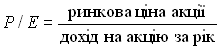 P / E = ринкова ціна акції / дохід на акцію за рік